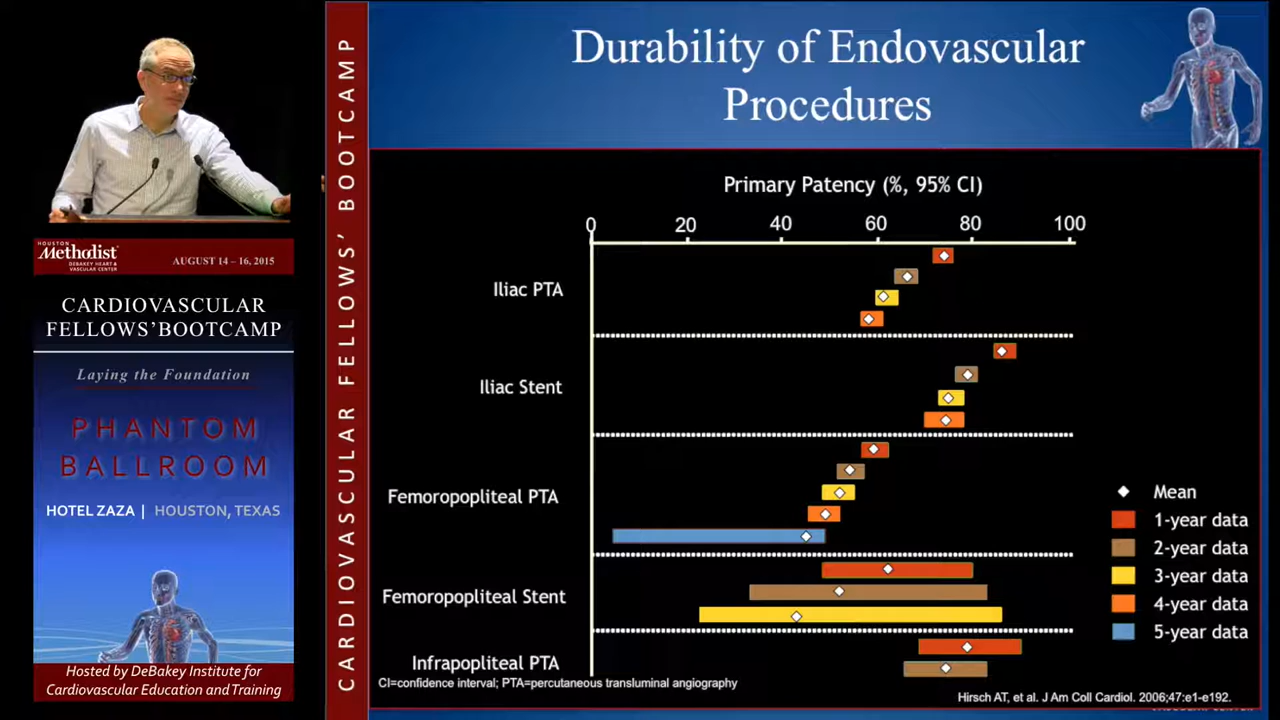 HOUSTON
Methodist
DEBAKEY HEART &
VASCULAR CENTER
AUGUST 14 – 16, 2015
CARDIOVASCULAR
FELLOWS’BOOTCAMP
Laying the Foundation
PHANTOM
BALLROOM
HOTEL ZAZA | HOUSTON, TEXAS
Hosted by DeBakey Institute for
Cardiovascular Education and Training
CARDIOVASCULAR FELLOWS’ BOOTCAMP
Durability of Endovascular
Procedures
Primary Patency (%, 95% CI)
0 20 40 60 80 100
Iliac PTA
Iliac Stent
Femoropopliteal PTA
Femoropopliteal Stent
Infrapopliteal PTA
Mean
1-year data
2-year data
3-year data
4-year data
5-year data
CI=confidence interval; PTA=percutaneous transluminal angiography
Hirsch AT, et al. J Am Coll Cardiol. 2006;47:e1-e192.